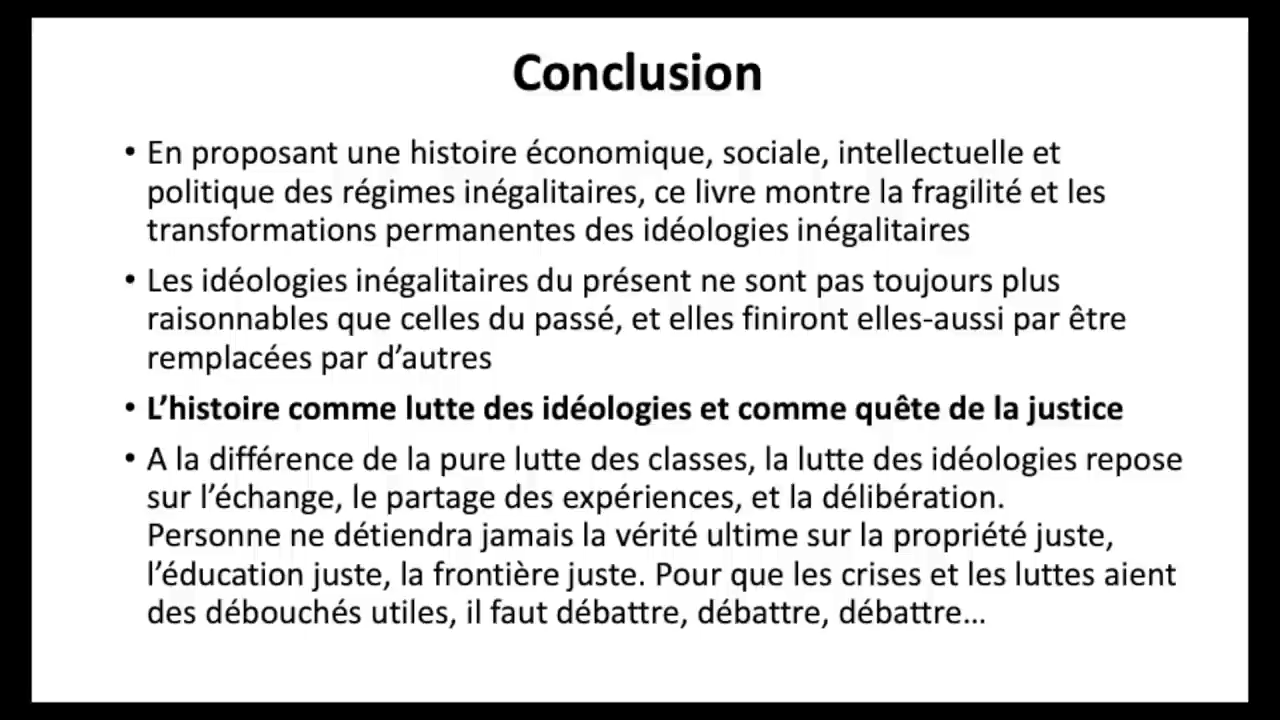 Conclusion
• En proposant une histoire économique, sociale, intellectuelle et
politique des régimes inégalitaires, ce livre montre la fragilité et les
transformations permanentes des idéologies inégalitaires
• Les idéologies inégalitaires du présent ne sont pas toujours plus
raisonnables que celles du passé, et elles finiront elles-aussi par être
remplacées par d’autres
• L’histoire comme lutte des idéologies et comme quête de la justice
• A la différence de la pure lutte des classes, la lutte des idéologies repose
sur l’échange, le partage des expériences, et la délibération.
Personne ne détiendra jamais la vérité ultime sur la propriété juste,
l’éducation juste, la frontière juste. Pour que les crises et les luttes aient
des débouchés utiles, il faut débattre, débattre, débattre…